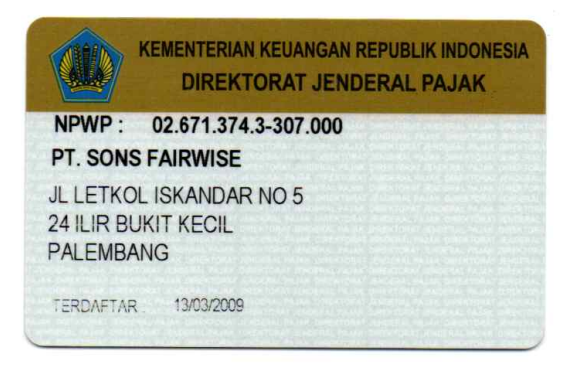 KEMENTERIAN KEUANGAN REPUBLIK INDONESIA
DIREKTORAT JENDERAL PAJAK
NPWP : 02.671.374.3-307.000
PT. SONS FAIRWISE
JL LETKOL ISKANDAR NO 5
24 ILIR BUKIT KECIL
PALEMBANG
TERDAFTAR : 13/03/2009